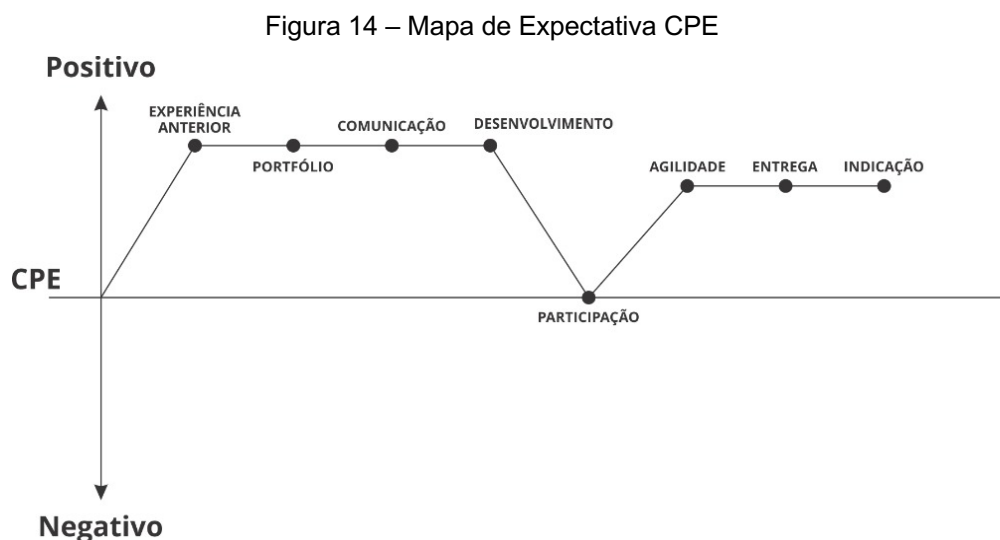 Figura 14 – Mapa de Expectativa CPE
Positivo
EXPERIÊNCIA
ANTERIOR
PORTFÓLIO
COMUNICAÇÃO
DESENVOLVIMENTO
AGILIDADE
ENTREGA
INDICAÇÃO
CPE
PARTICIPAÇÃO
Negativo